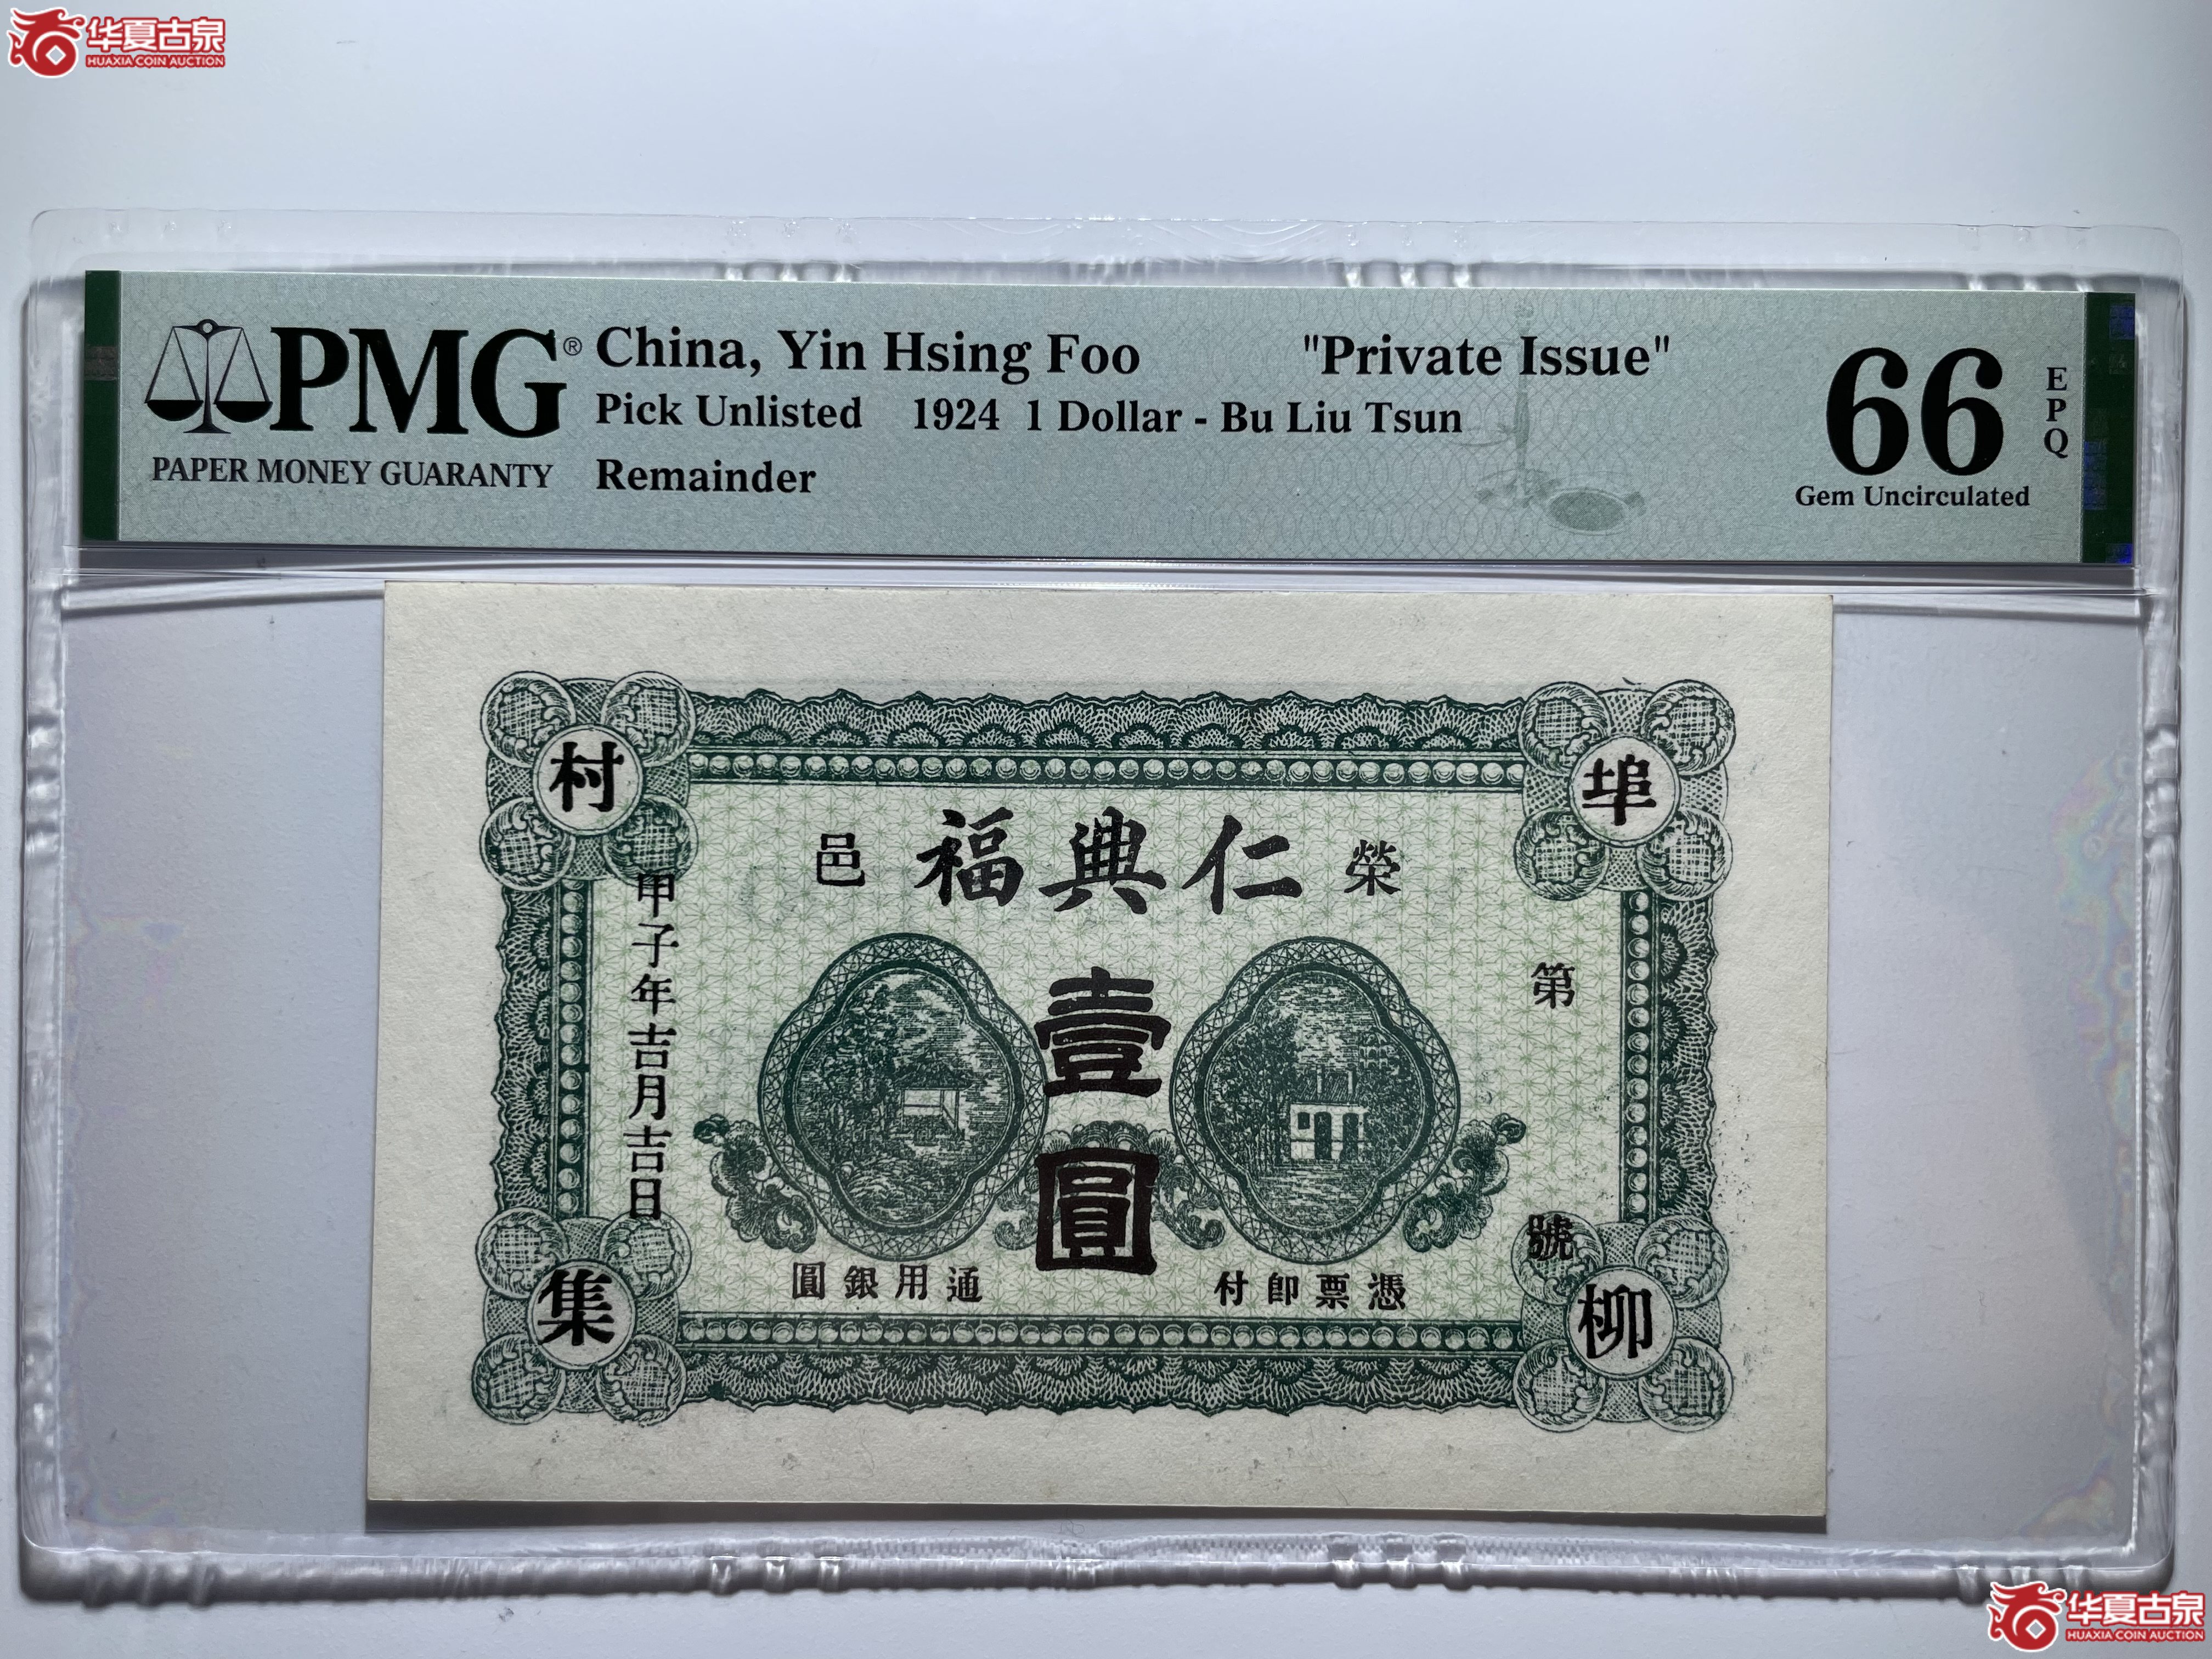 华夏古泉
HUAXIA COIN AUCTION
PMG® China, Yin Hsing Foo "Private Issue"
Pick Unlisted 1924 1 Dollar - Bu Liu Tsun
PAPER MONEY GUARANTY Remainder
66 EPQ
Gem Uncirculated
村
埠
邑 福興仁 榮
甲子年吉月吉日
壹圓
第
號
圓銀用通
付卽票憑
集
柳
华夏古泉
HUAXIA COIN AUCTION